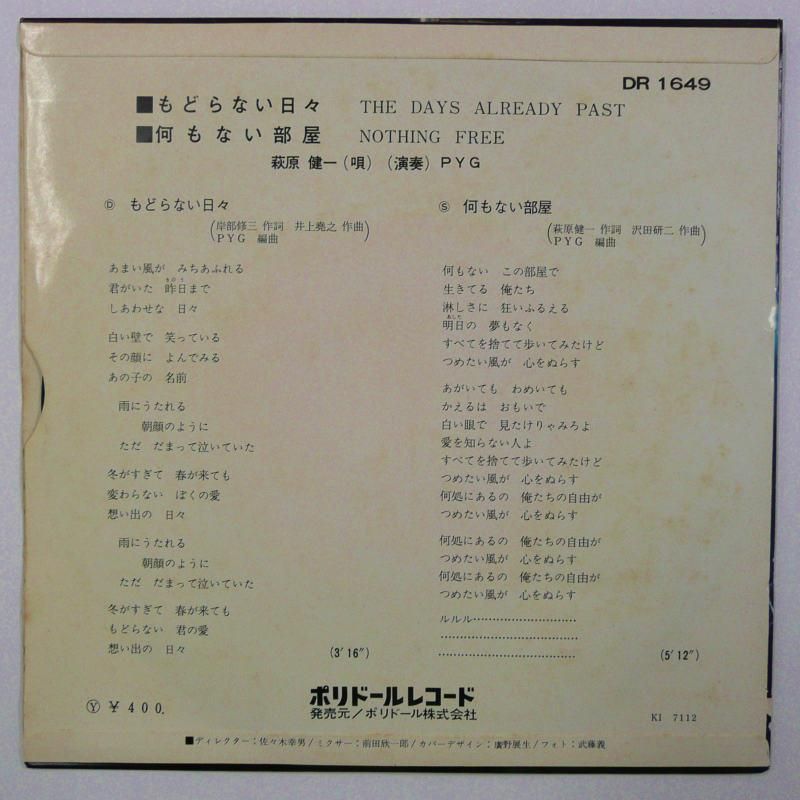 DR 1649
■もどらない日々 THE DAYS ALREADY PAST
■何もない部屋 NOTHING FREE
萩原 健一(唄) (演奏) PYG
Ⓓ もどらない日々
(岸部修三 作詞 井上堯之 作曲
PYG 編曲)
あまい風が みちあふれる
君がいた 昨日まで
しあわせな 日々
白い壁で 笑っている
その顔に よんでみる
あの子の 名前
雨にうたれる
朝顔のように
ただ だまって泣いていた
冬がすぎて 春が来ても
変わらない ぼくの愛
想い出の 日々
雨にうたれる
朝顔のように
ただ だまって泣いていた
冬がすぎて 春が来ても
もどらない 君の愛
想い出の 日々
(3′16″)
Ⓢ 何もない部屋
(萩原健一 作詞 沢田研二 作曲
PYG 編曲)
何もない この部屋で
生きてる 俺たち
淋しさに 狂いふるえる
あした
明日の 夢もなく
すべてを捨てて歩いてみたけど
つめたい風が 心をぬらす
あがいても わめいても
かえるは おもいで
白い眼で 見たけりゃみろよ
愛を知らない人よ
すべてを捨てて歩いてみたけど
つめたい風が 心をぬらす
何処にあるの 俺たちの自由が
つめたい風が 心をぬらす
何処にあるの 俺たちの自由が
つめたい風が 心をぬらす
何処にあるの 俺たちの自由が
つめたい風が 心をぬらす
ルルル………………………
………………………………
………………………………
(5′12″)
Ⓨ ¥400.
ポリドールレコード
発売元/ポリドール株式会社
KI 7112
■ディレクター:佐々木幸男/ミクサー:前田欣一郎/カバーデザイン:廣野展生/フォト:武藤義